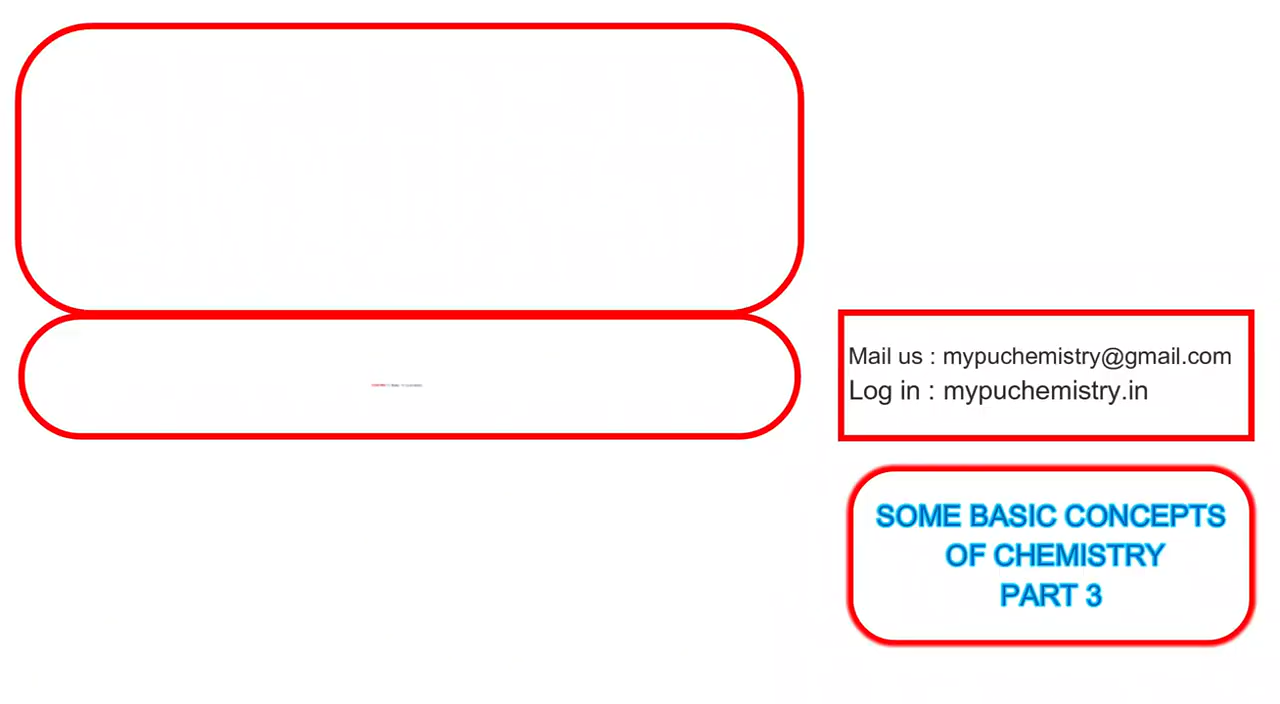 Mail us : mypuchemistry@gmail.com
Log in : mypuchemistry.in
SOME BASIC CONCEPTS
OF CHEMISTRY
PART 3